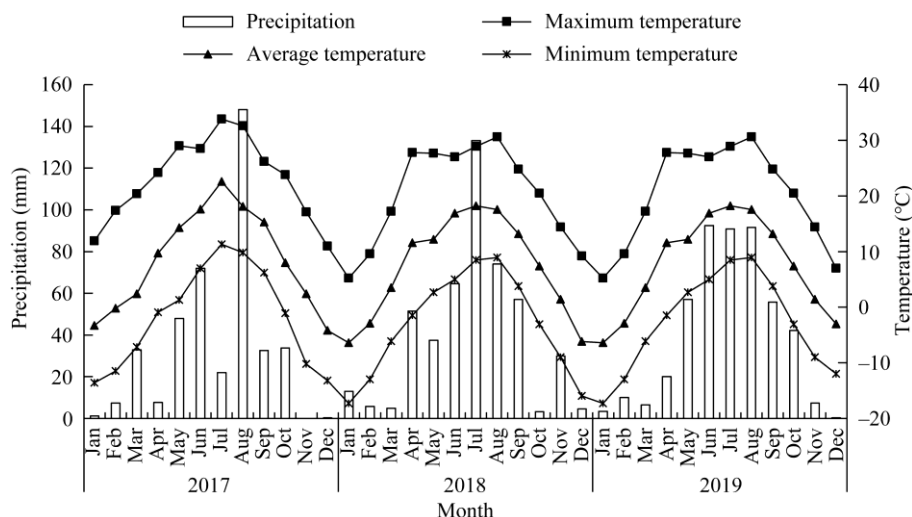 Precipitation
Maximum temperature
Average temperature
Minimum temperature
Precipitation (mm)
160
140
120
100
80
60
40
20
0
Temperature (°C)
40
30
20
10
0
−10
−20
Jan Feb Mar Apr May Jun Jul Aug Sep Oct Nov Dec Jan Feb Mar Apr May Jun Jul Aug Sep Oct Nov Dec Jan Feb Mar Apr May Jun Jul Aug Sep Oct Nov Dec
2017 2018 2019
Month